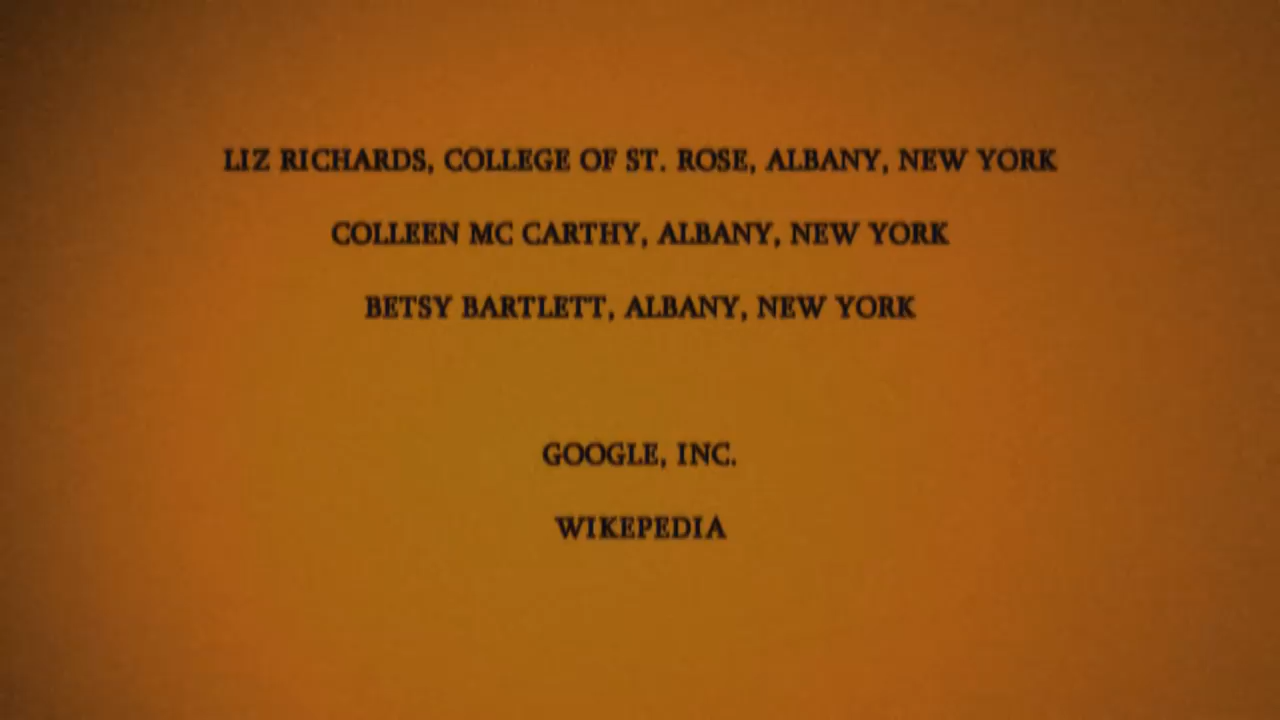 LIZ RICHARDS, COLLEGE OF ST. ROSE, ALBANY, NEW YORK
COLLEEN MC CARTHY, ALBANY, NEW YORK
BETSY BARTLETT, ALBANY, NEW YORK
GOOGLE, INC.
WIKEPEDIA